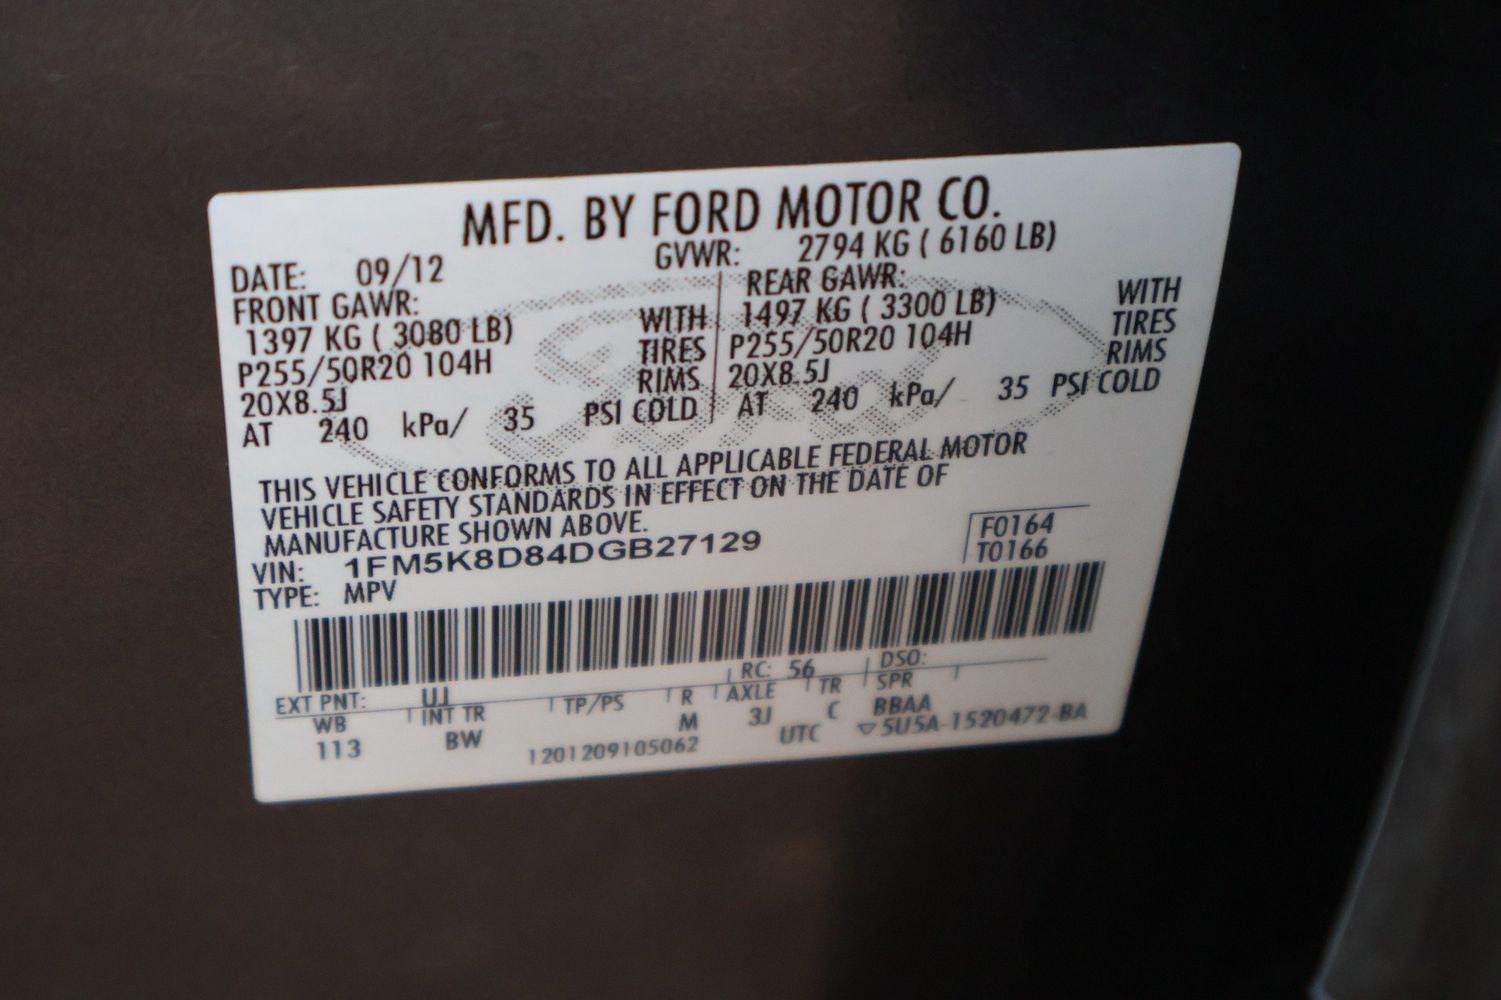 MFD. BY FORD MOTOR CO.
DATE: 09/12 GVWR: 2794 KG ( 6160 LB)
FRONT GAWR: REAR GAWR:
1397 KG ( 3080 LB) WITH 1497 KG ( 3300 LB) WITH
P255/50R20 104H TIRES P255/50R20 104H TIRES
20X8.5J RIMS 20X8.5J RIMS
AT 240 kPa/ 35 PSI COLD AT 240 kPa/ 35 PSI COLD
THIS VEHICLE CONFORMS TO ALL APPLICABLE FEDERAL MOTOR
VEHICLE SAFETY STANDARDS IN EFFECT ON THE DATE OF
MANUFACTURE SHOWN ABOVE.
VIN: 1FM5K8D84DGB27129 F0164
TYPE: MPV T0166
EXT PNT: UJ RC: 56 DSO:
WB INT TR TP/PS R AXLE TR SPR
113 BW M 3J C BBAA
1201209105062 UTC ▽5U5A-1520472-BA
Ford